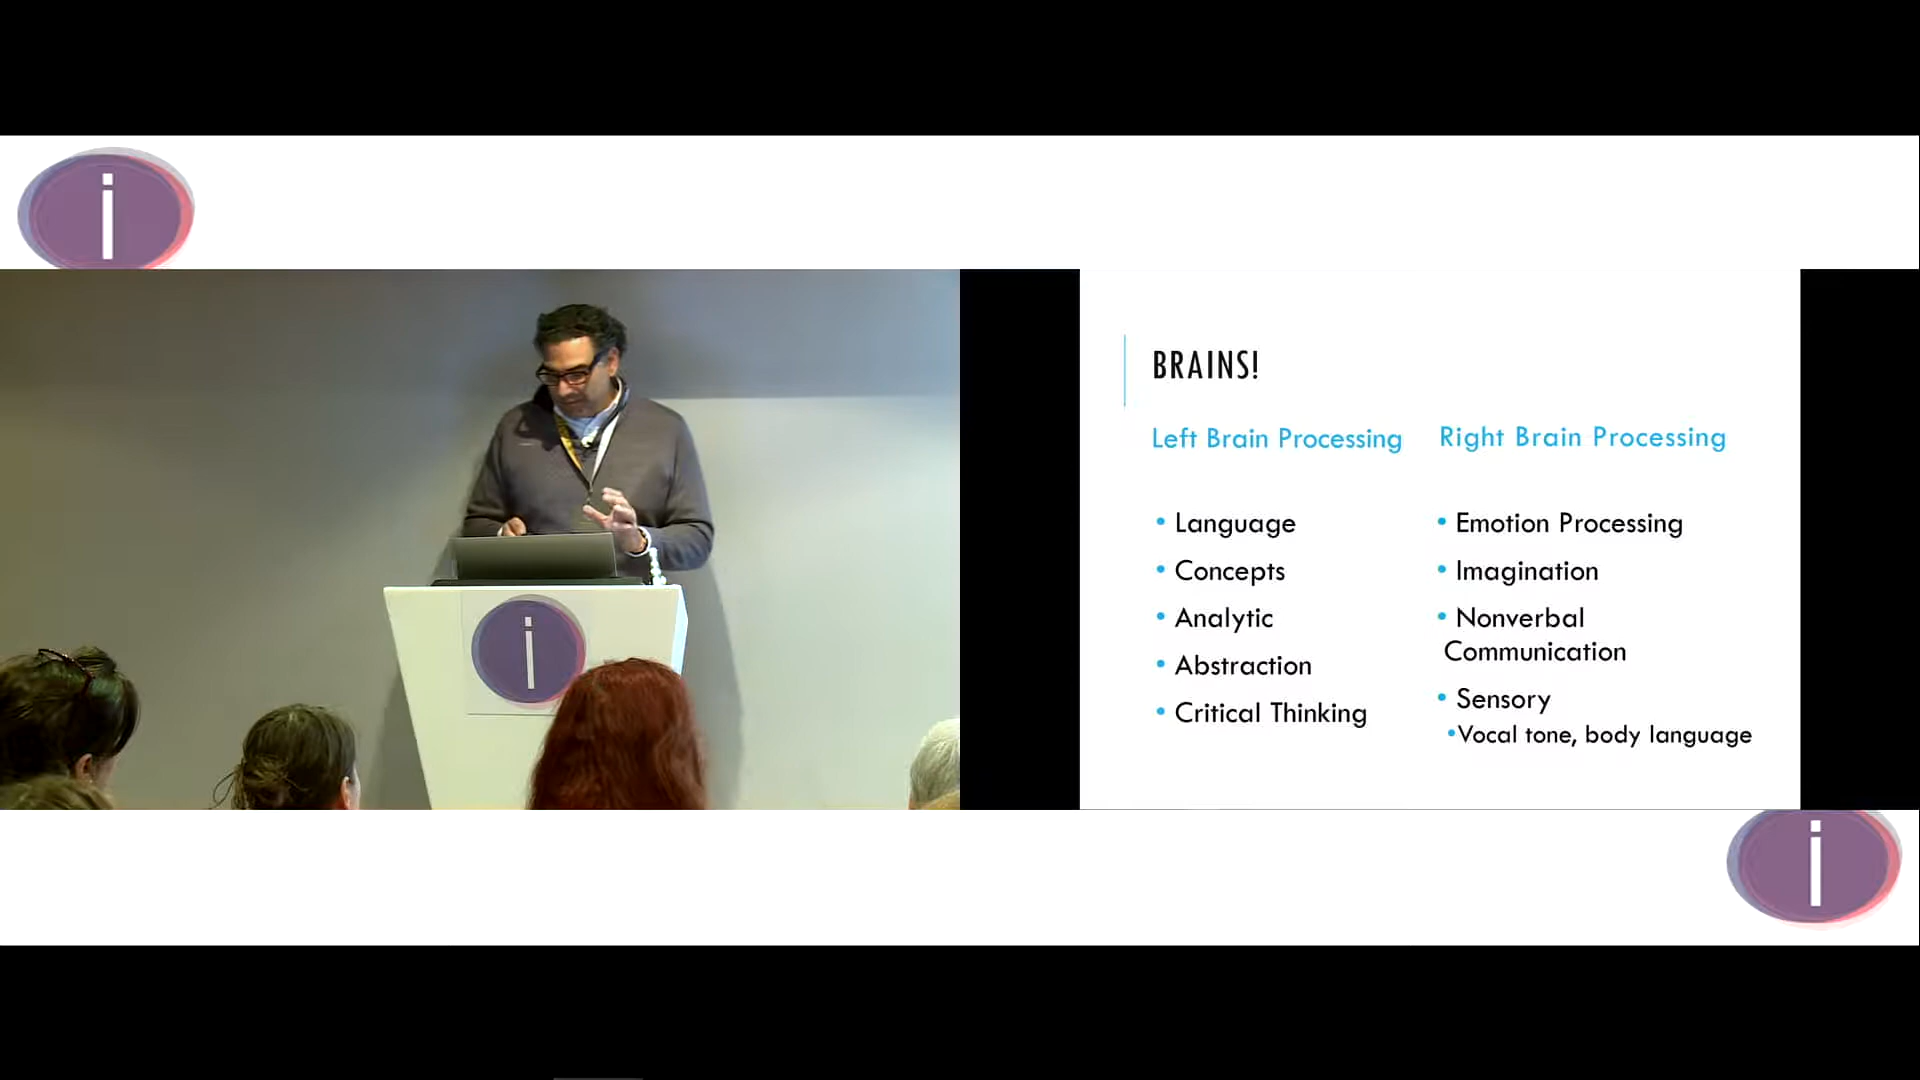 i
i
BRAINS!
Left Brain Processing
Right Brain Processing
• Language
• Concepts
• Analytic
• Abstraction
• Critical Thinking
• Emotion Processing
• Imagination
• Nonverbal
Communication
• Sensory
•Vocal tone, body language
i